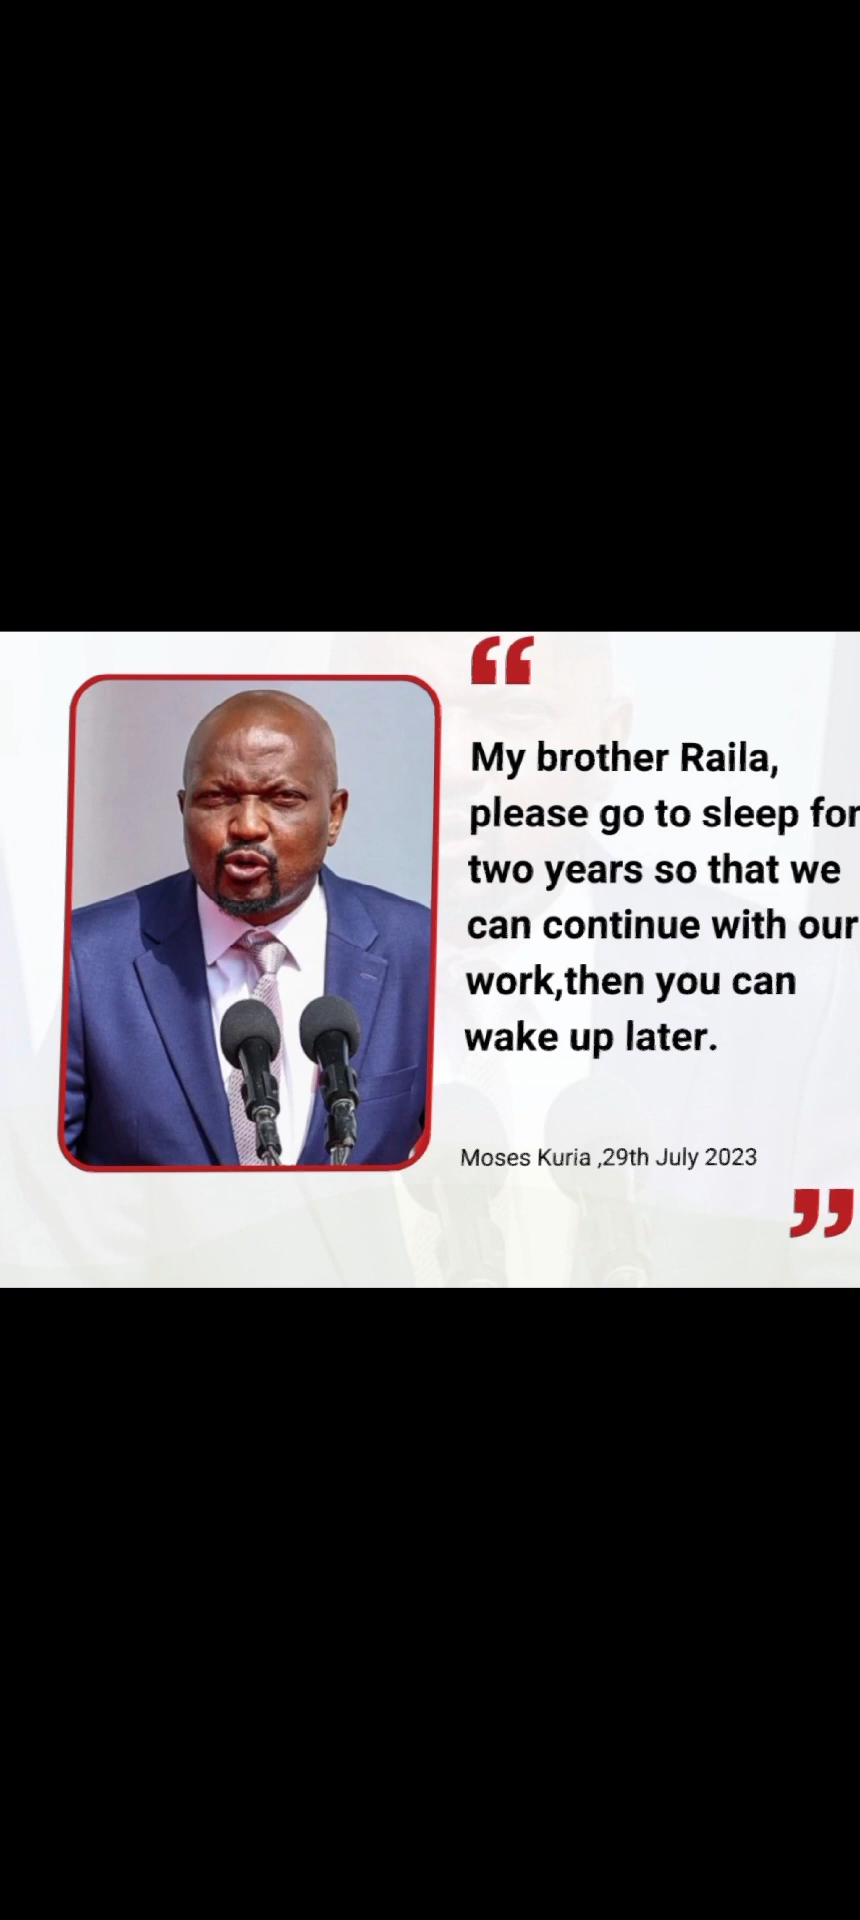 “
My brother Raila,
please go to sleep for
two years so that we
can continue with our
work,then you can
wake up later.
Moses Kuria ,29th July 2023
”